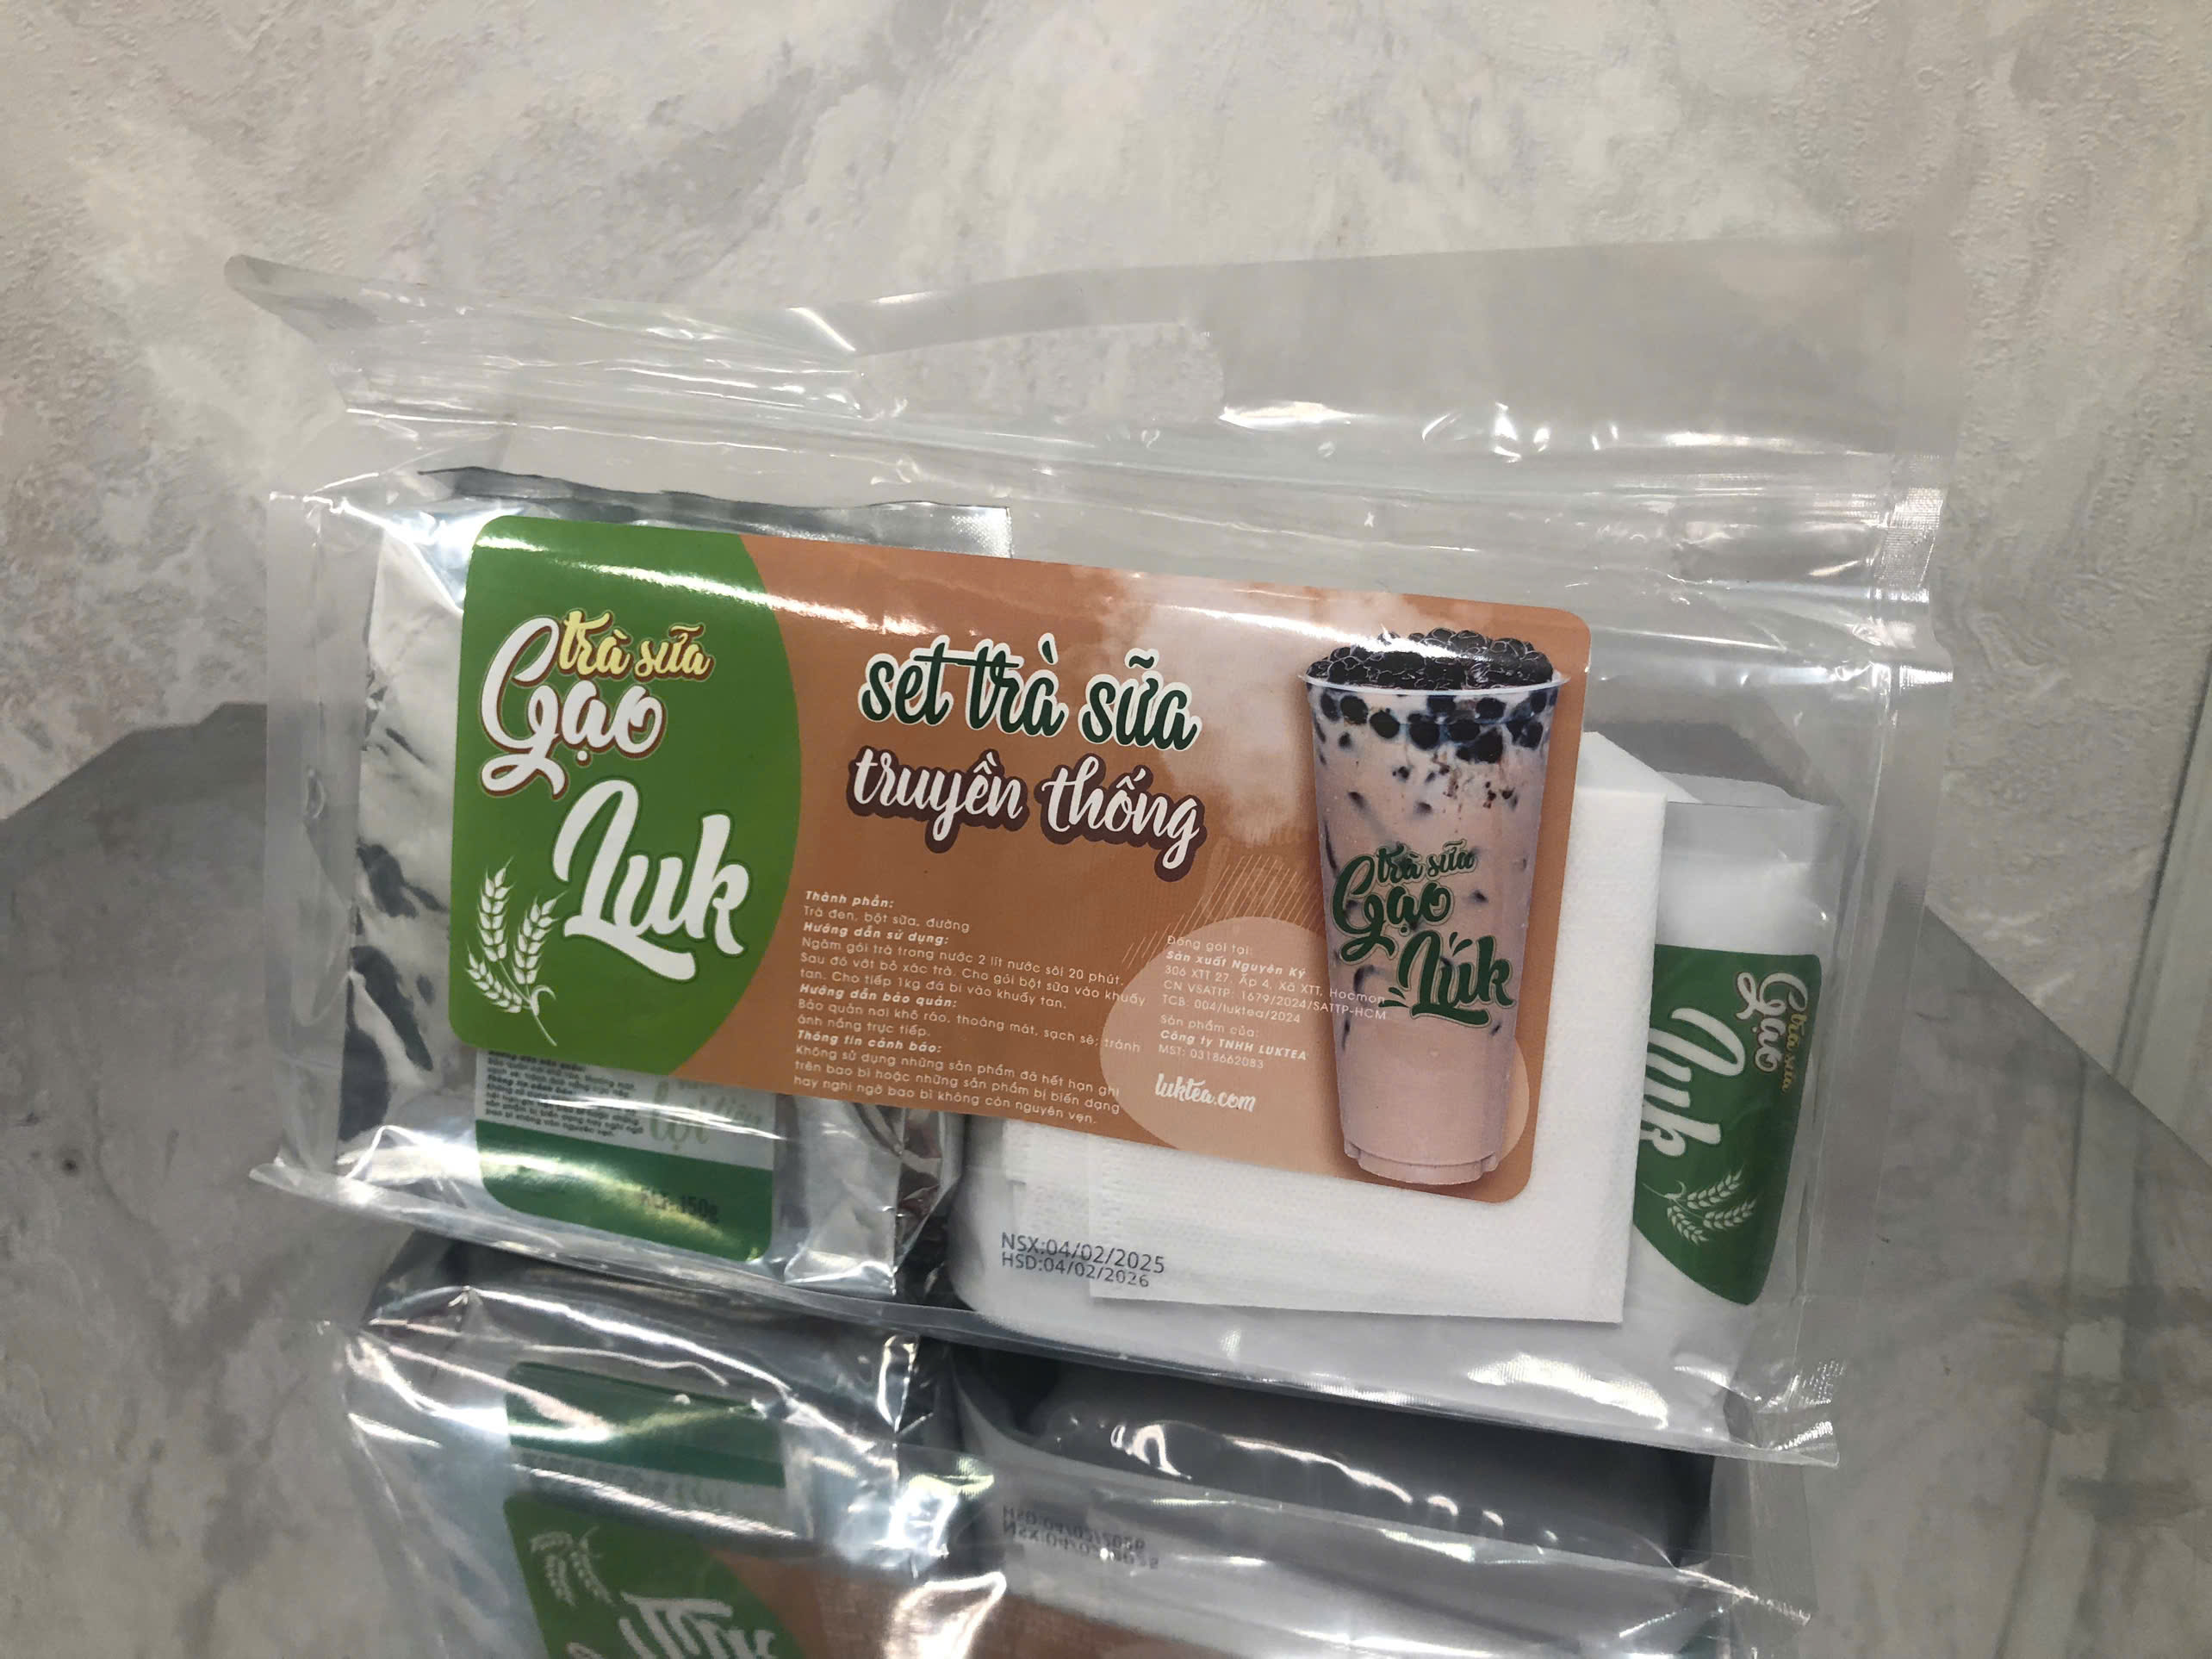 trà sữa
Gạo
Luk
set trà sữa
truyền thống
Thành phần:
Trà đen, bột sữa, đường
Hướng dẫn sử dụng:
Ngâm gói trà trong nước 2 lít nước sôi 20 phút.
Sau đó vớt bỏ xác trà. Cho gói bột sữa vào khuấy
tan. Cho tiếp 1kg đá bi vào khuấy tan.
Hướng dẫn bảo quản:
Bảo quản nơi khô ráo, thoáng mát, sạch sẽ; tránh
ánh nắng trực tiếp.
Thông tin cảnh báo:
Không sử dụng những sản phẩm đã hết hạn ghi
trên bao bì hoặc những sản phẩm bị biến dạng
hay nghi ngờ bao bì không còn nguyên vẹn.
Đóng gói tại:
Sản xuất Nguyên Ký
306 XTT 27, Ấp 4, Xã XTT, Hocmon
CN VSATTP: 1679/2024/SATTP-HCM
TCB: 004/luktea/2024
Sản phẩm của:
Công ty TNHH LUKTEA
MST: 0318662083
luktea.com
trà sữa
Gạo
Luk
trà sữa
Gạo
Luk
150g
NSX:04/02/2025
HSD:04/02/2026